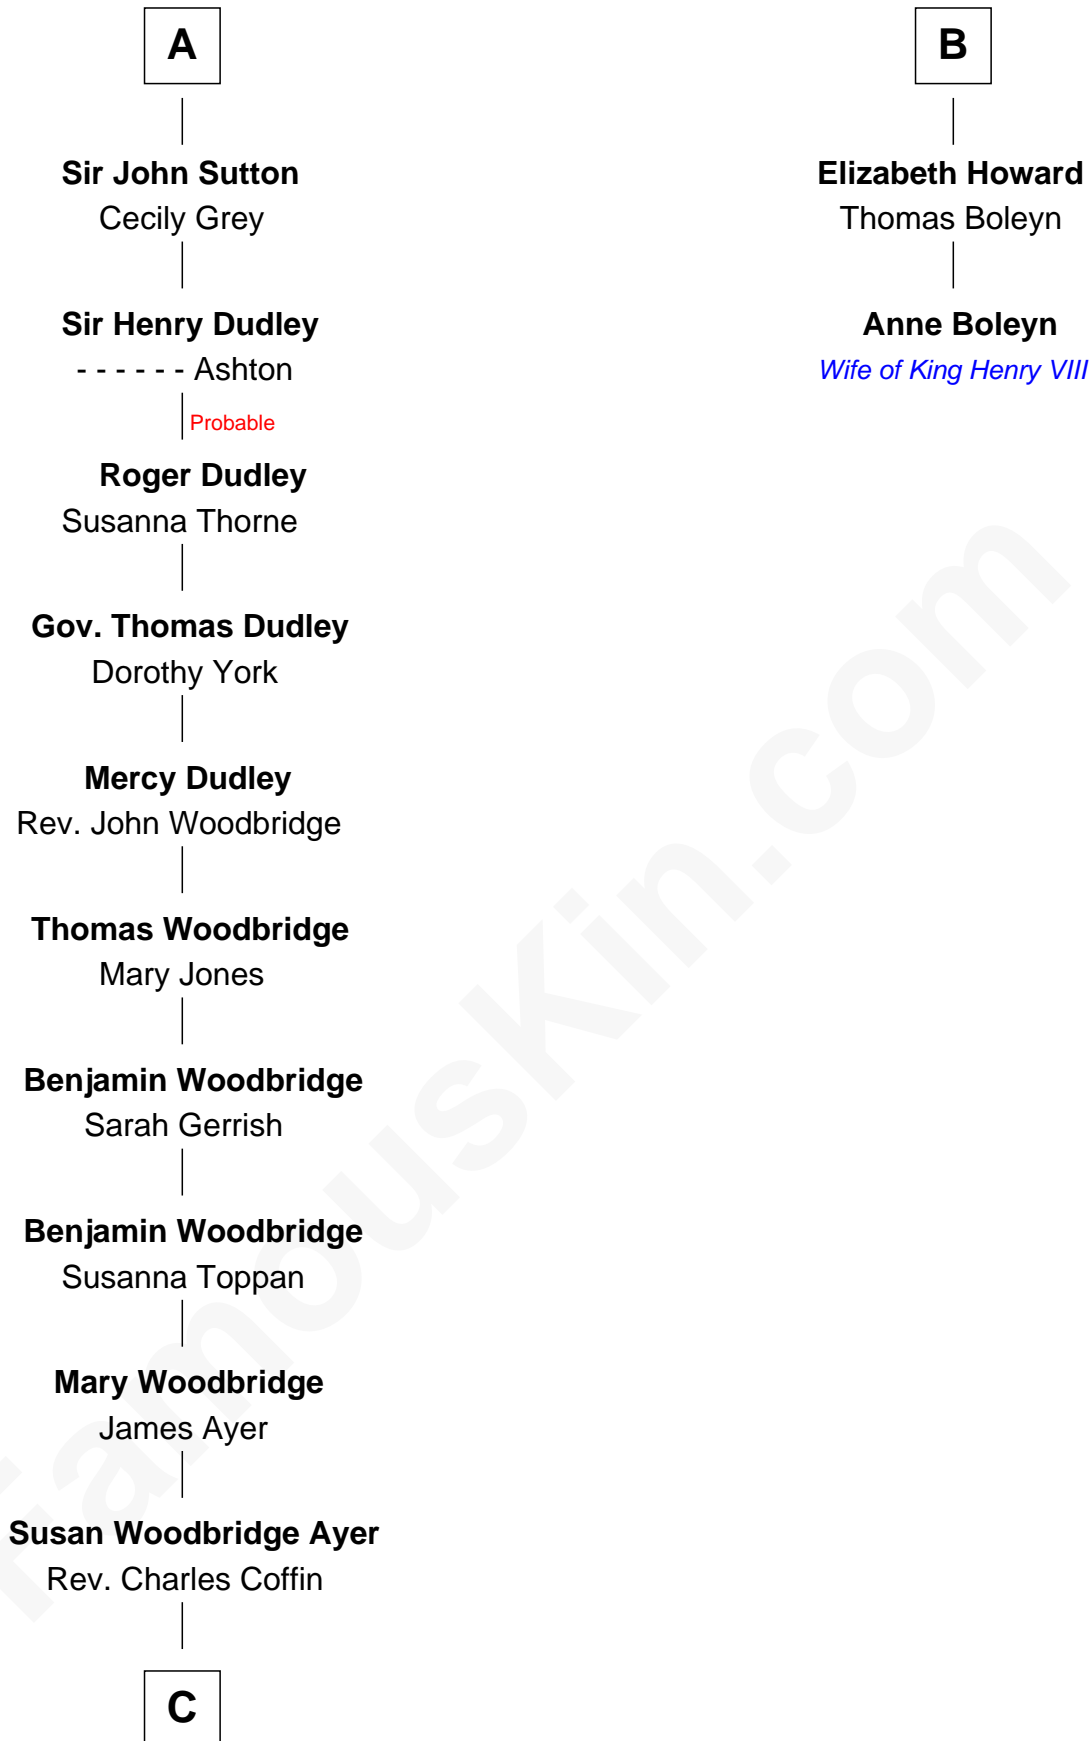 A
Sir John Sutton
Cecily Grey
Sir Henry Dudley
- - - - - - Ashton
Probable
Roger Dudley
Susanna Thorne
Gov. Thomas Dudley
Dorothy York
Mercy Dudley
Rev. John Woodbridge
Thomas Woodbridge
Mary Jones
Benjamin Woodbridge
Sarah Gerrish
Benjamin Woodbridge
Susanna Toppan
Mary Woodbridge
James Ayer
Susan Woodbridge Ayer
Rev. Charles Coffin
C
B
Elizabeth Howard
Thomas Boleyn
Anne Boleyn
Wife of King Henry VIII
FamousKin.com